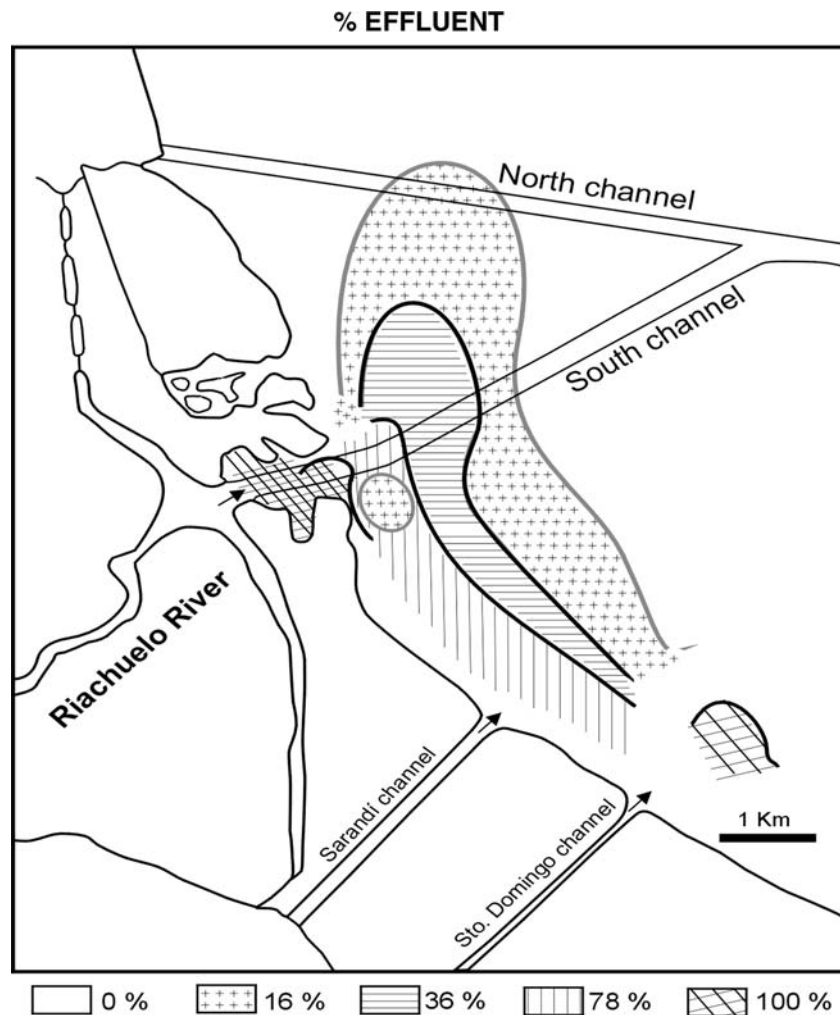 % EFFLUENT
North channel
South channel
Riachuelo River
Sarandí channel
Sto. Domingo channel
1 Km
0 %
16 %
36 %
78 %
100 %